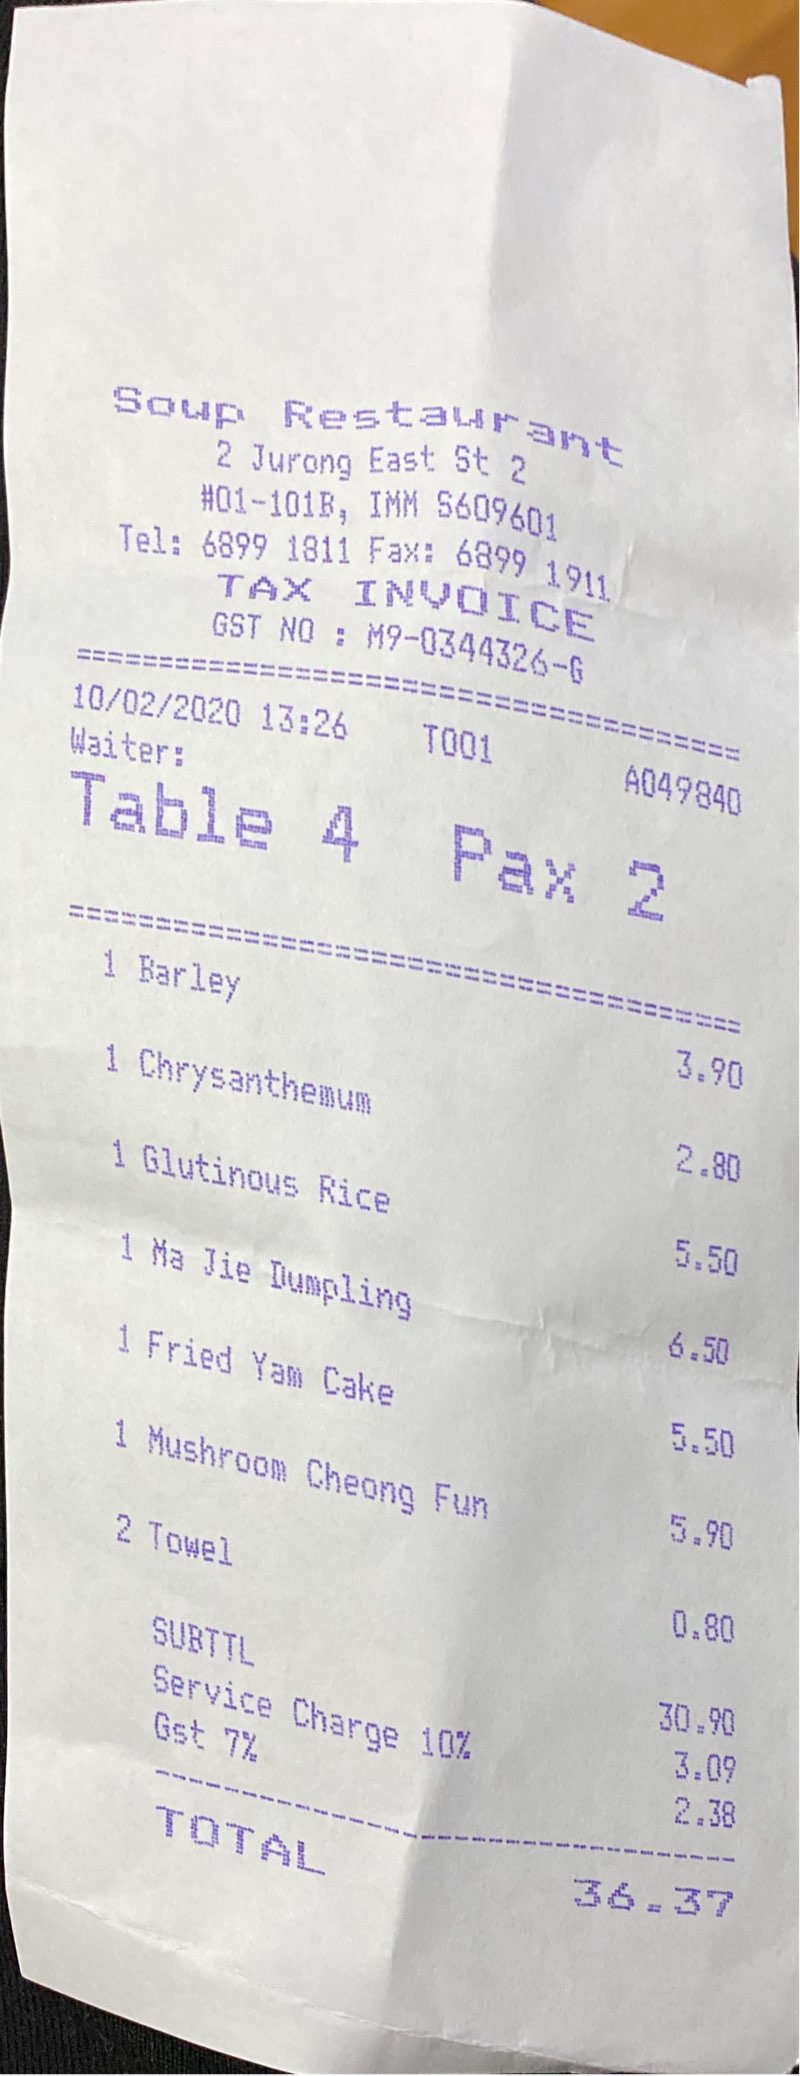 Soup Restaurant
2 Jurong East St 2
#01-101B, IMM S609601
Tel: 6899 1811 Fax: 6899 1911
TAX INVOICE
GST NO : M9-0344326-G
========================================
10/02/2020 13:26 T001 A049840
Waiter:
Table 4 Pax 2
========================================
1 Barley 3.90
1 Chrysanthemum 2.80
1 Glutinous Rice 5.50
1 Ma Jie Dumpling 6.50
1 Fried Yam Cake 5.50
1 Mushroom Cheong Fun 5.90
2 Towel 0.80
SUBTTL 30.90
Service Charge 10% 3.09
Gst 7% 2.38
----------------------------------------
TOTAL 36.37